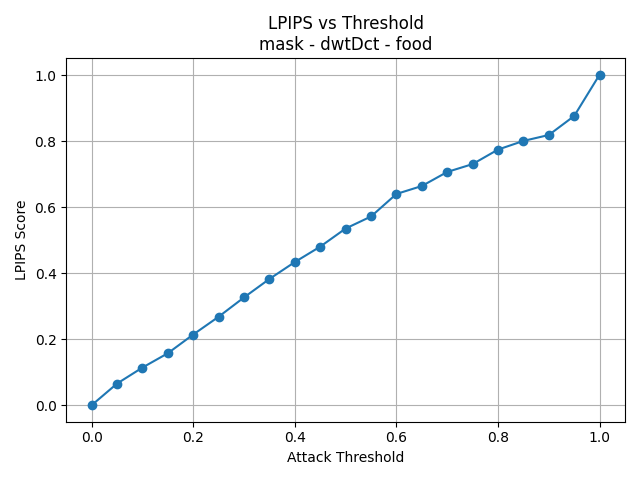 LPIPS vs Threshold
mask - dwtDct - food
LPIPS Score
1.0
0.8
0.6
0.4
0.2
0.0
0.0 0.2 0.4 0.6 0.8 1.0
Attack Threshold